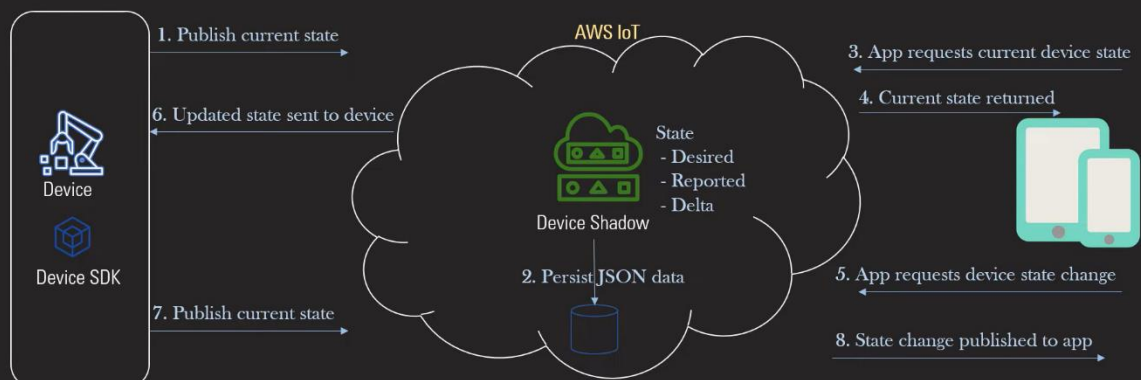 AWS IoT
1. Publish current state
3. App requests current device state
4. Current state returned
6. Updated state sent to device
State
- Desired
- Reported
- Delta
Device
Device Shadow
Device SDK
2. Persist JSON data
5. App requests device state change
7. Publish current state
8. State change published to app